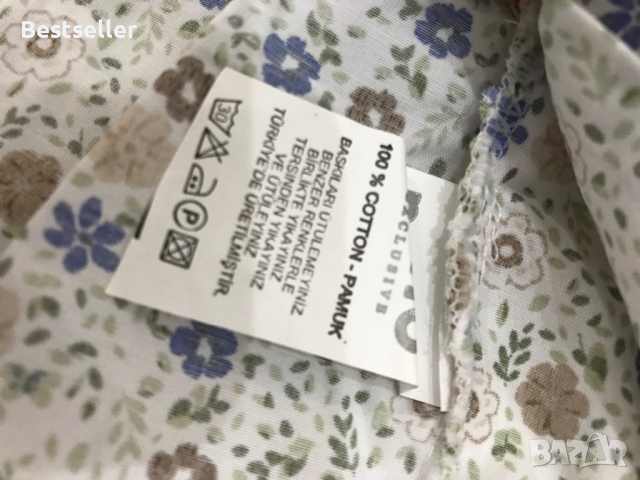 Bestseller
100 % COTTON - PAMUK
BASKILARI ÜTÜLEMEYİNİZ
BENZER RENKLERLE
BİRLİKTE YIKAYINIZ
TERSİNDEN YIKAYINIZ
VE ÜTÜLEYİNİZ
TÜRKİYE'DE ÜRETİLMİŞTİR.
30
P
EXCLUSIVE
BAZAR